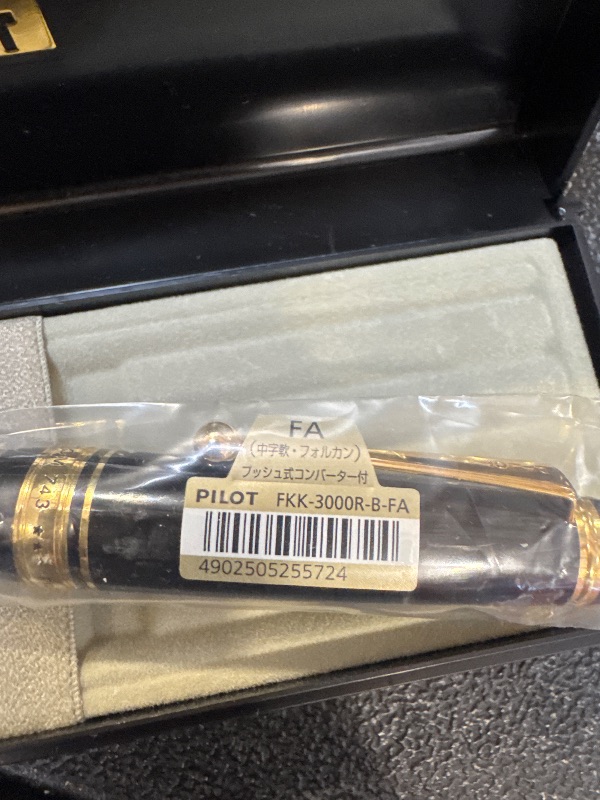 T
FA
(中字軟・フォルカン)
プッシュ式コンバーター付
PILOT FKK-3000R-B-FA
4902505255724
M 743 ★★